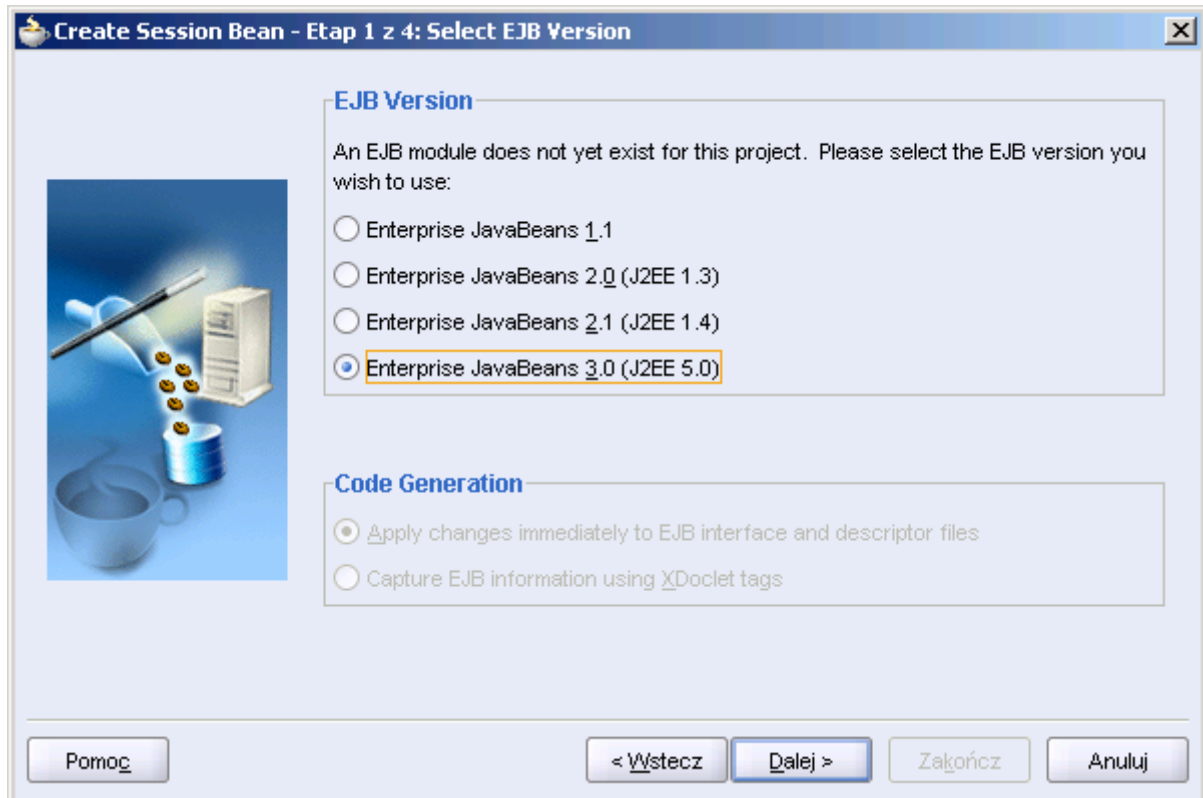 Create Session Bean - Etap 1 z 4: Select EJB Version
EJB Version
An EJB module does not yet exist for this project. Please select the EJB version you
wish to use:
Enterprise JavaBeans 1.1
Enterprise JavaBeans 2.0 (J2EE 1.3)
Enterprise JavaBeans 2.1 (J2EE 1.4)
Enterprise JavaBeans 3.0 (J2EE 5.0)
Code Generation
Apply changes immediately to EJB interface and descriptor files
Capture EJB information using XDoclet tags
Pomoc
< Wstecz
Dalej >
Zakończ
Anuluj